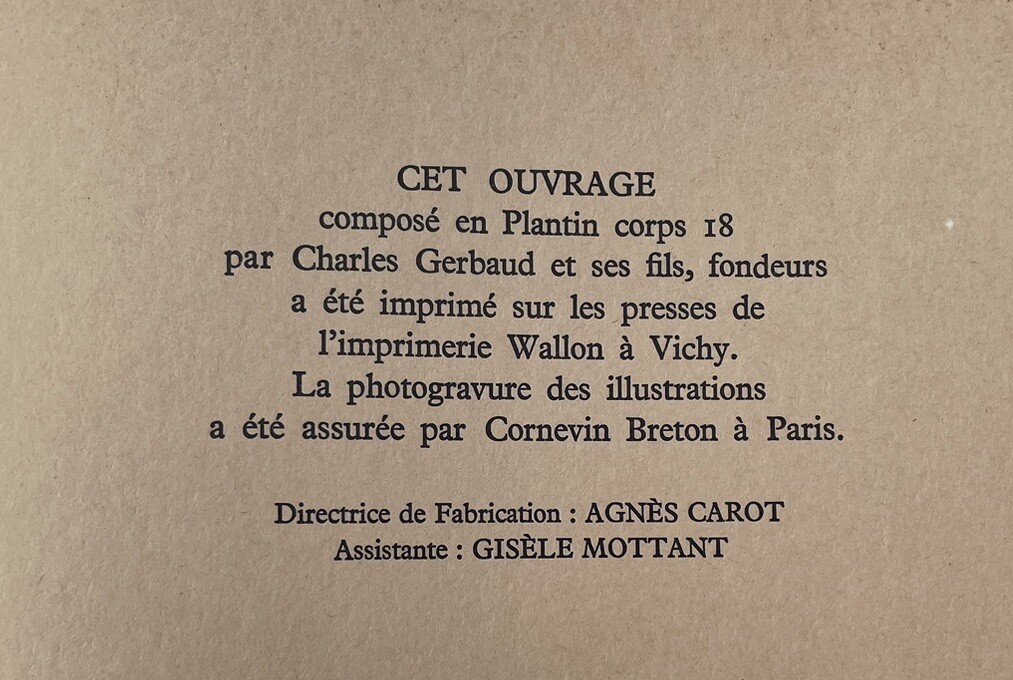 CET OUVRAGE
composé en Plantin corps 18
par Charles Gerbaud et ses fils, fondeurs
a été imprimé sur les presses de
l'imprimerie Wallon à Vichy.
La photogravure des illustrations
a été assurée par Cornevin Breton à Paris.
Directrice de Fabrication : AGNÈS CAROT
Assistante : GISÈLE MOTTANT